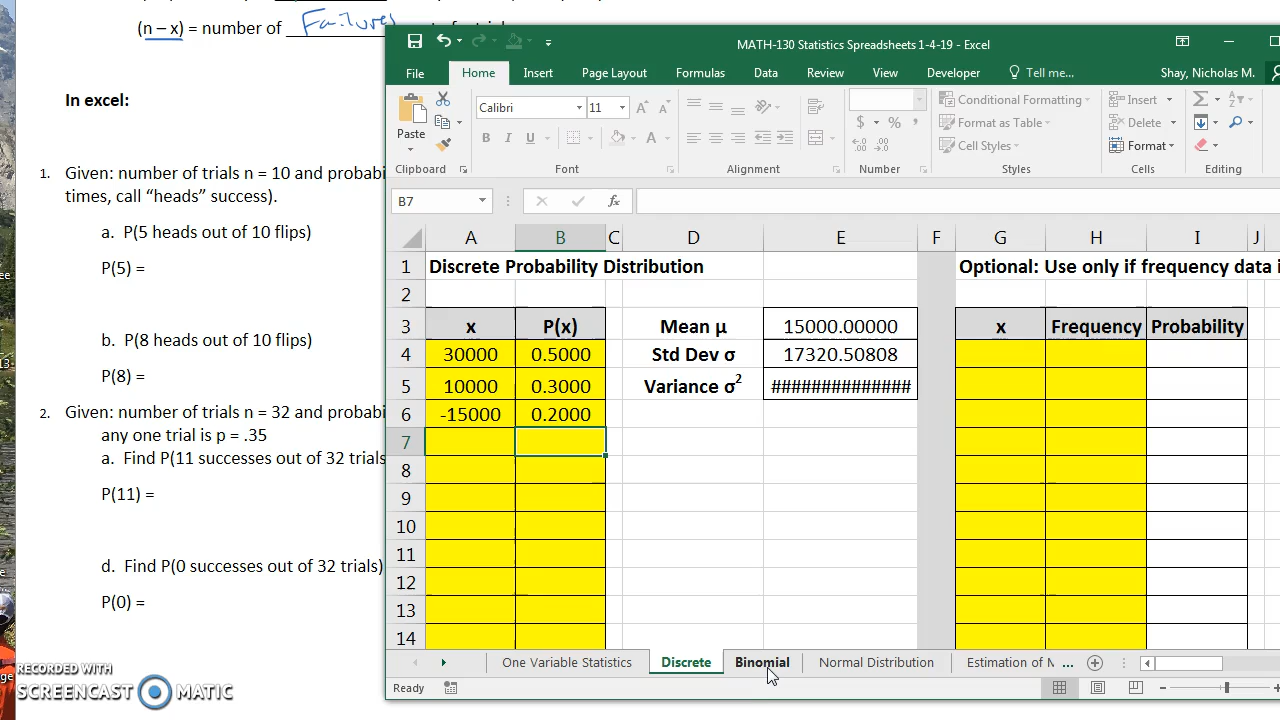 (n – x) = number of Failures
In excel:
1. Given: number of trials n = 10 and probabi
times, call “heads” success).
a. P(5 heads out of 10 flips)
P(5) =
b. P(8 heads out of 10 flips)
P(8) =
2. Given: number of trials n = 32 and probabi
any one trial is p = .35
a. Find P(11 successes out of 32 trials
P(11) =
d. Find P(0 successes out of 32 trials)
P(0) =
RECORDED WITH
SCREENCAST MATIC
MATH-130 Statistics Spreadsheets 1-4-19 - Excel
File Home Insert Page Layout Formulas Data Review View Developer Tell me... Shay, Nicholas M.
Paste
Calibri 11
B I U
$ % ,
Conditional Formatting
Format as Table
Cell Styles
Insert
Delete
Format
Clipboard Font Alignment Number Styles Cells Editing
B7 fx
A B C D E F G H I J
1 Discrete Probability Distribution Optional: Use only if frequency data i
2
3 x P(x) Mean μ 15000.00000 x Frequency Probability
4 30000 0.5000 Std Dev σ 17320.50808
5 10000 0.3000 Variance σ² ##############
6 -15000 0.2000
7
8
9
10
11
12
13
14
One Variable Statistics Discrete Binomial Normal Distribution Estimation of M ...
Ready